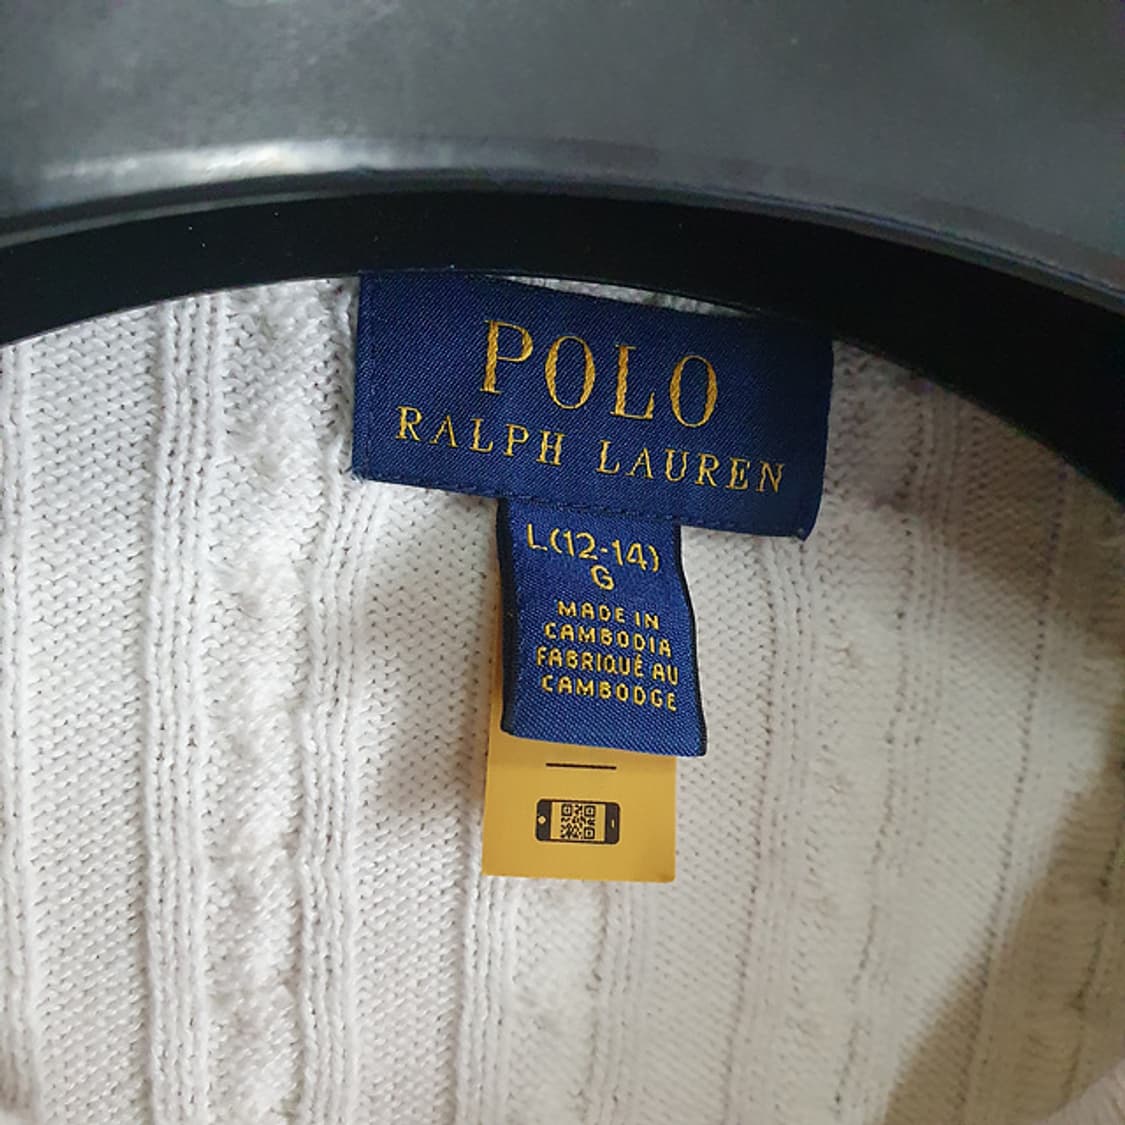 POLO
RALPH LAUREN
L(12-14)
G
MADE IN
CAMBODIA
FABRIQUÉ AU
CAMBODGE